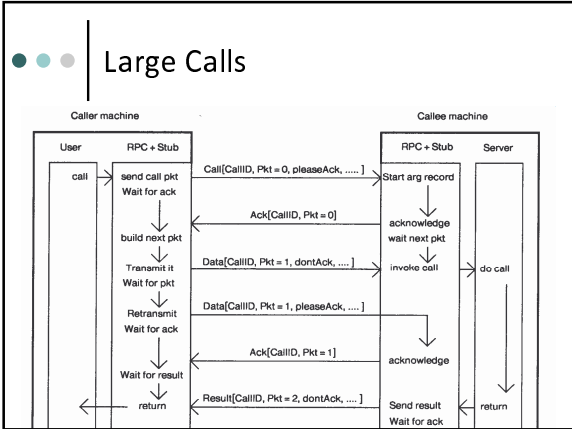 Large Calls
Caller machine
Callee machine
User
RPC + Stub
RPC + Stub
Server
call
send call pkt
Call[CallID, Pkt = 0, pleaseAck, ..... ]
Start arg record
Wait for ack
Ack[CallID, Pkt = 0]
acknowledge
build next pkt
wait next pkt
Transmit it
Data[CallID, Pkt = 1, dontAck, .... ]
invoke call
do call
Wait for pkt
Retransmit
Data[CallID, Pkt = 1, pleaseAck, .... ]
Wait for ack
Ack[CallID, Pkt = 1]
acknowledge
Wait for result
return
Result[CallID, Pkt = 2, dontAck, .... ]
Send result
return
Wait for ack